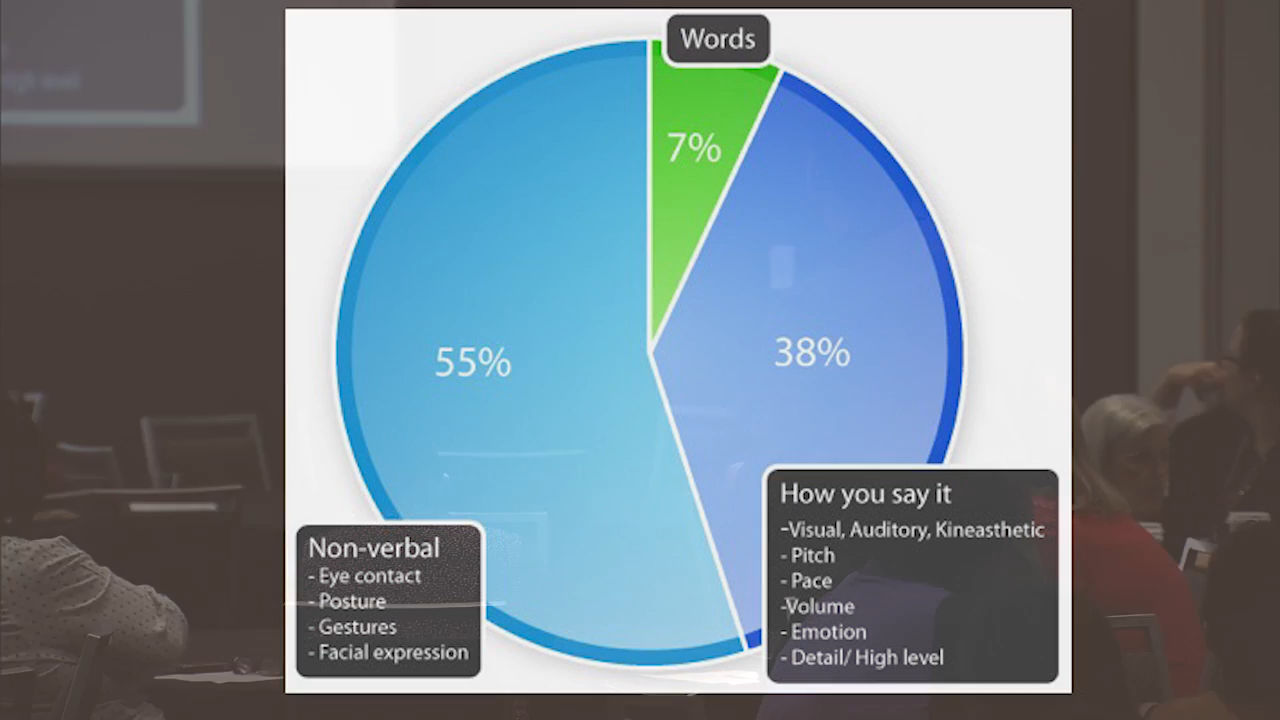 Words
7%
55%
38%
How you say it
-Visual, Auditory, Kineasthetic
- Pitch
- Pace
-Volume
- Emotion
- Detail/ High level
Non-verbal
- Eye contact
- Posture
- Gestures
- Facial expression